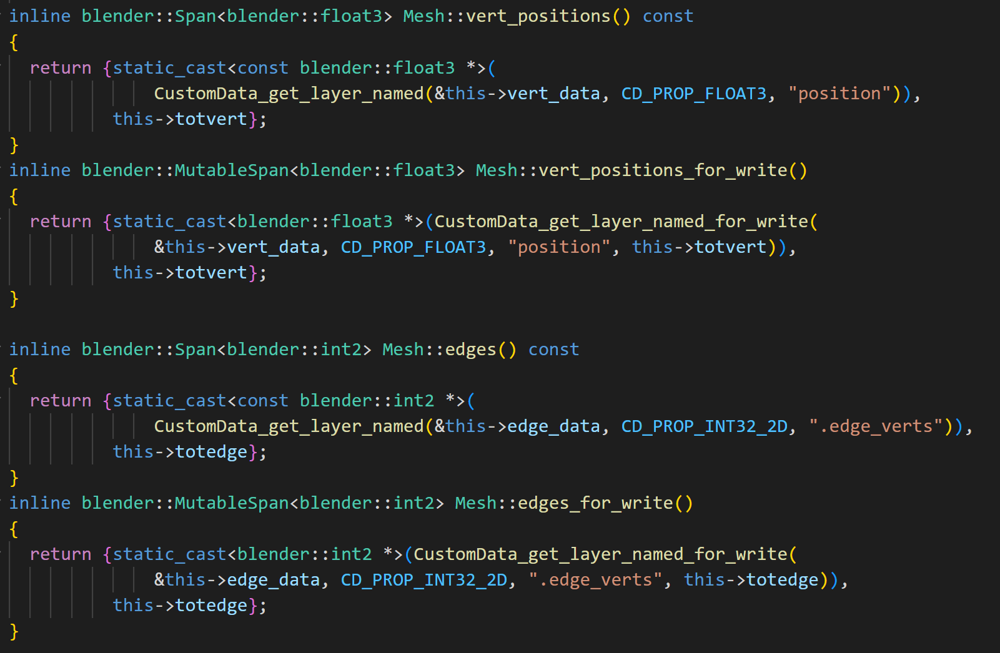 inline blender::Span<blender::float3> Mesh::vert_positions() const
{
  return {static_cast<const blender::float3 *>(
              CustomData_get_layer_named(&this->vert_data, CD_PROP_FLOAT3, "position")),
          this->totvert};
}
inline blender::MutableSpan<blender::float3> Mesh::vert_positions_for_write()
{
  return {static_cast<blender::float3 *>(CustomData_get_layer_named_for_write(
              &this->vert_data, CD_PROP_FLOAT3, "position", this->totvert)),
          this->totvert};
}

inline blender::Span<blender::int2> Mesh::edges() const
{
  return {static_cast<const blender::int2 *>(
              CustomData_get_layer_named(&this->edge_data, CD_PROP_INT32_2D, ".edge_verts")),
          this->totedge};
}
inline blender::MutableSpan<blender::int2> Mesh::edges_for_write()
{
  return {static_cast<blender::int2 *>(CustomData_get_layer_named_for_write(
              &this->edge_data, CD_PROP_INT32_2D, ".edge_verts", this->totedge)),
          this->totedge};
}